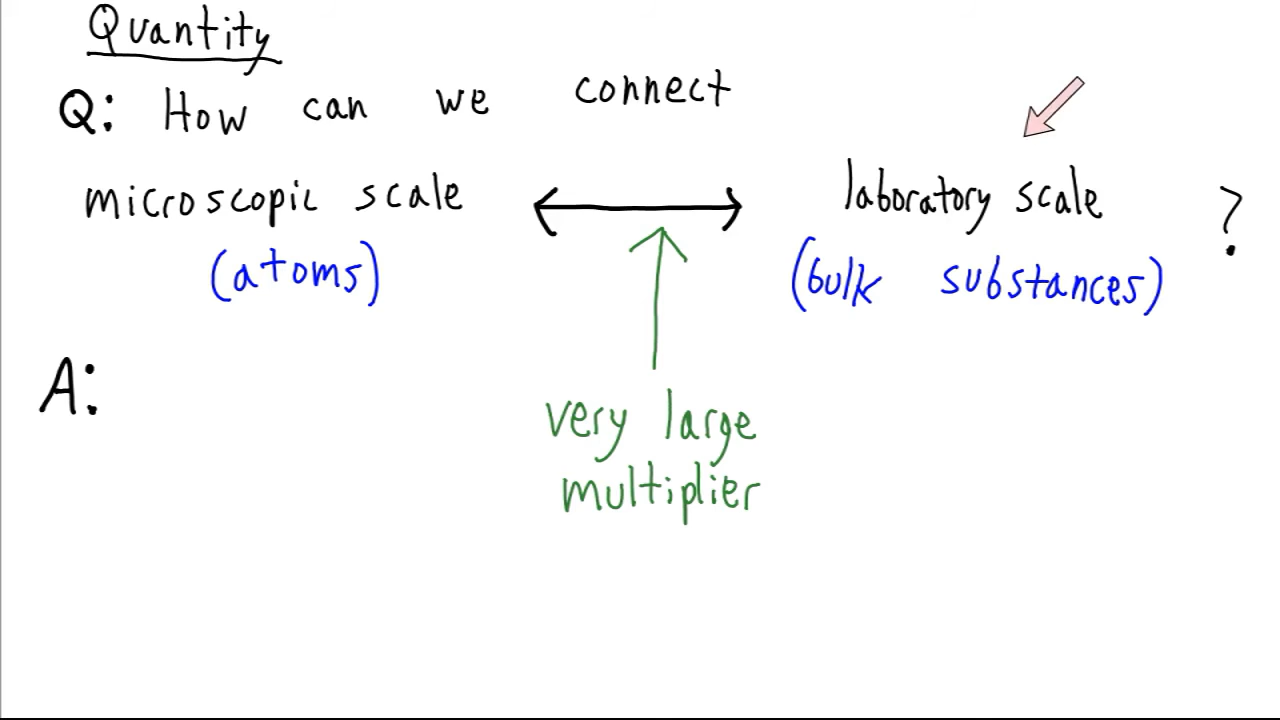 Quantity
Q: How can we connect
microscopic scale laboratory scale ?
(atoms) (bulk substances)
A:
very large
multiplier